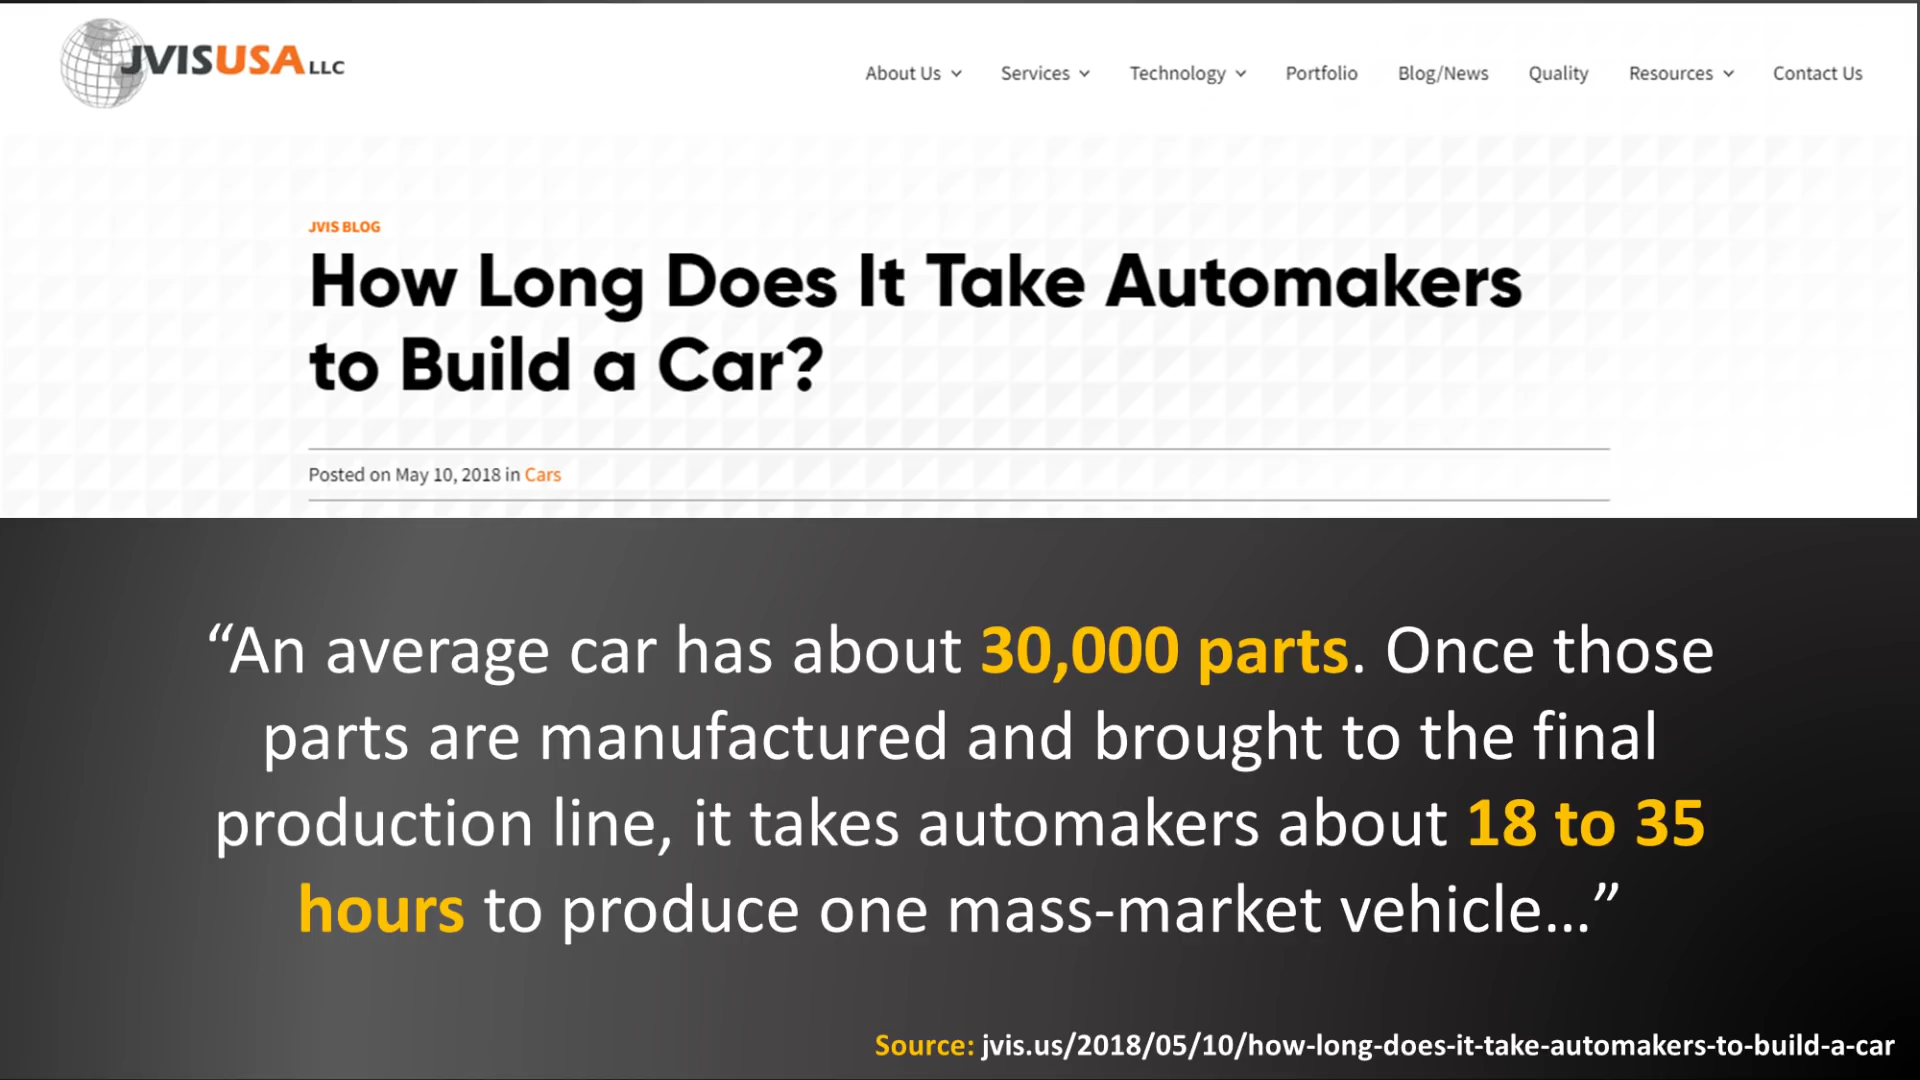 JVISUSA LLC
About Us Services Technology Portfolio Blog/News Quality Resources Contact Us
JVIS BLOG
How Long Does It Take Automakers
to Build a Car?
Posted on May 10, 2018 in Cars
“An average car has about 30,000 parts. Once those
parts are manufactured and brought to the final
production line, it takes automakers about 18 to 35
hours to produce one mass-market vehicle…”
Source: jvis.us/2018/05/10/how-long-does-it-take-automakers-to-build-a-car